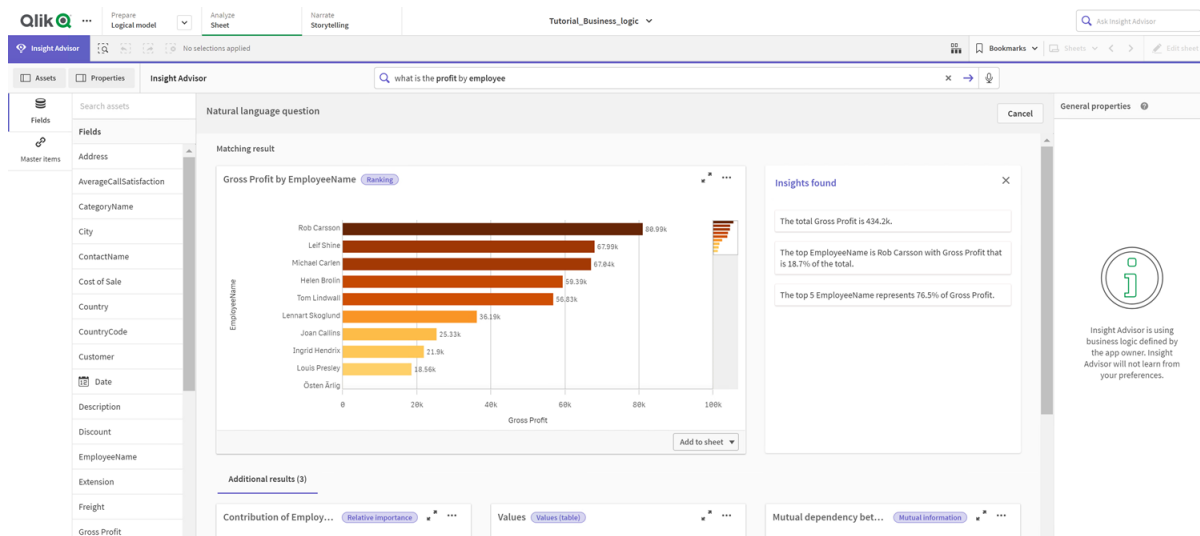 Qlik
Prepare
Logical model
Analyze
Sheet
Narrate
Storytelling
Tutorial_Business_logic
Ask Insight Advisor
Insight Advisor
No selections applied
Bookmarks
Sheets
Edit sheet
Assets
Properties
Insight Advisor
what is the profit by employee
Fields
Master items
Search assets
Fields
Address
AverageCallSatisfaction
CategoryName
City
ContactName
Cost of Sale
Country
CountryCode
Customer
Date
Description
Discount
EmployeeName
Extension
Freight
Gross Profit
Natural language question
Cancel
Matching result
Gross Profit by EmployeeName Ranking
EmployeeName
Rob Carsson 80.99k
Leif Shine 67.99k
Michael Carlen 67.04k
Helen Brolin 59.39k
Tom Lindwall 56.83k
Lennart Skoglund 36.19k
Joan Callins 25.33k
Ingrid Hendrix 21.9k
Louis Presley 18.56k
Östen Ärlig
0 20k 40k 60k 80k 100k
Gross Profit
Add to sheet
Insights found
The total Gross Profit is 434.2k.
The top EmployeeName is Rob Carsson with Gross Profit that
is 18.7% of the total.
The top 5 EmployeeName represents 76.5% of Gross Profit.
Additional results (3)
Contribution of Employ... Relative importance
Values Values (table)
Mutual dependency bet... Mutual information
General properties
Insight Advisor is using
business logic defined by
the app owner. Insight
Advisor will not learn from
your preferences.